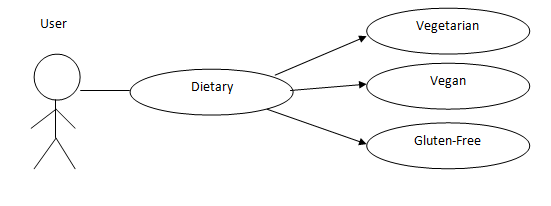 User
Dietary
Vegetarian
Vegan
Gluten-Free